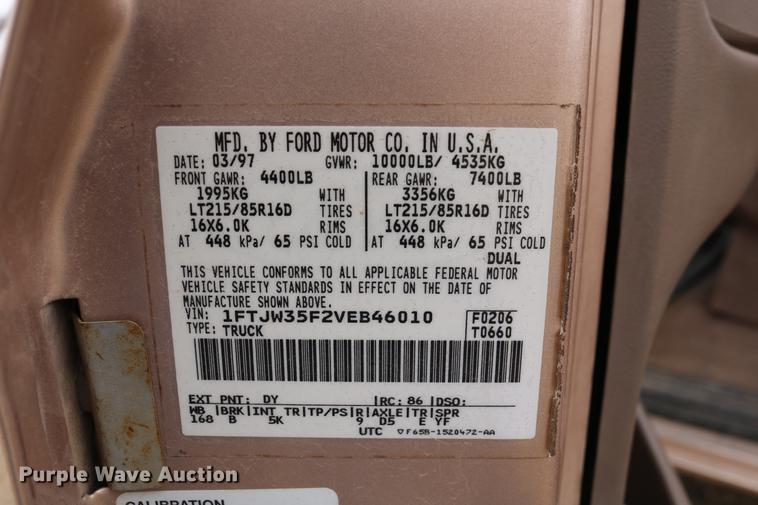 MFD. BY FORD MOTOR CO. IN U.S.A.
DATE: 03/97 GVWR: 10000LB/ 4535KG
FRONT GAWR: 4400LB REAR GAWR: 7400LB
1995KG WITH 3356KG WITH
LT215/85R16D TIRES LT215/85R16D TIRES
16X6.0K RIMS 16X6.0K RIMS
AT 448 kPa/ 65 PSI COLD AT 448 kPa/ 65 PSI COLD
DUAL
THIS VEHICLE CONFORMS TO ALL APPLICABLE FEDERAL MOTOR
VEHICLE SAFETY STANDARDS IN EFFECT ON THE DATE OF
MANUFACTURE SHOWN ABOVE.
VIN: 1FTJW35F2VEB46010 F0206
TYPE: TRUCK T0660
EXT PNT: DY |RC: 86 |DSO:
WB |BRK|INT TR|TP/PS|R|AXLE|TR|SPR
168 B 5K 9 D5 E YF
UTC ▽F65B-1520472-AA
Purple Wave Auction
CALIBRATION